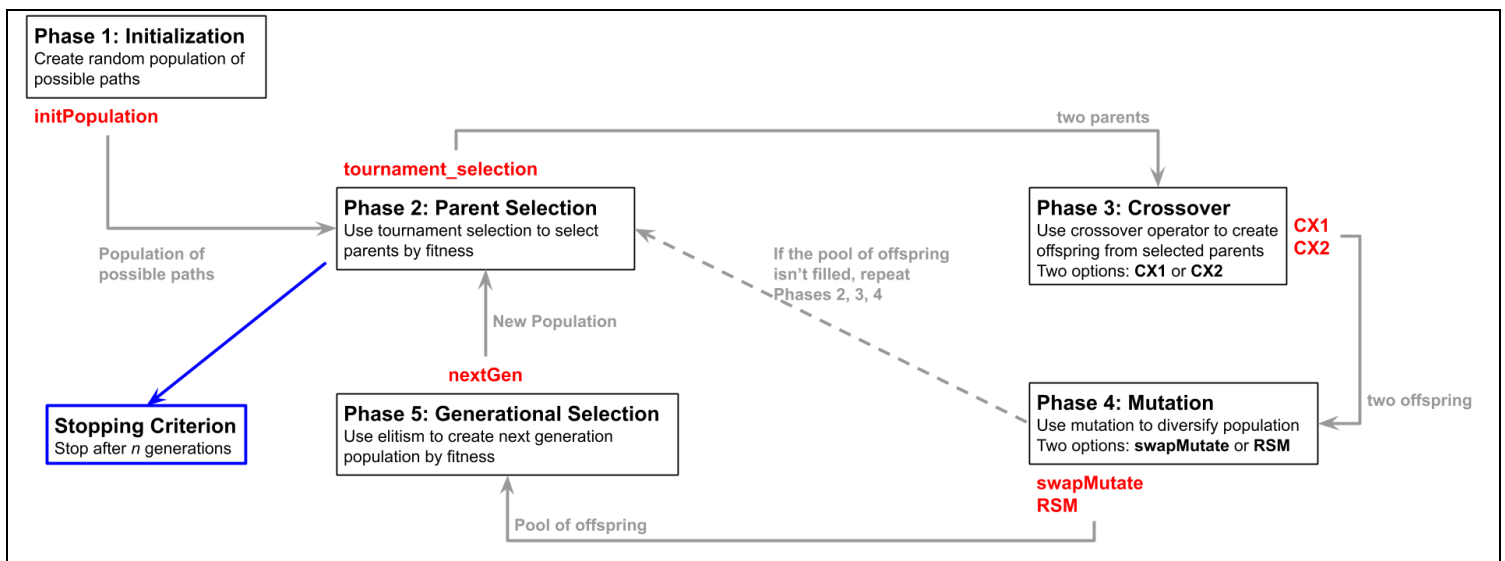 Phase 1: Initialization
Create random population of
possible paths
initPopulation
Population of
possible paths
two parents
tournament_selection
Phase 2: Parent Selection
Use tournament selection to select
parents by fitness
Phase 3: Crossover
Use crossover operator to create
offspring from selected parents
Two options: CX1 or CX2
CX1
CX2
If the pool of offspring
isn't filled, repeat
Phases 2, 3, 4
New Population
two offspring
nextGen
Stopping Criterion
Stop after n generations
Phase 5: Generational Selection
Use elitism to create next generation
population by fitness
Phase 4: Mutation
Use mutation to diversify population
Two options: swapMutate or RSM
swapMutate
RSM
Pool of offspring